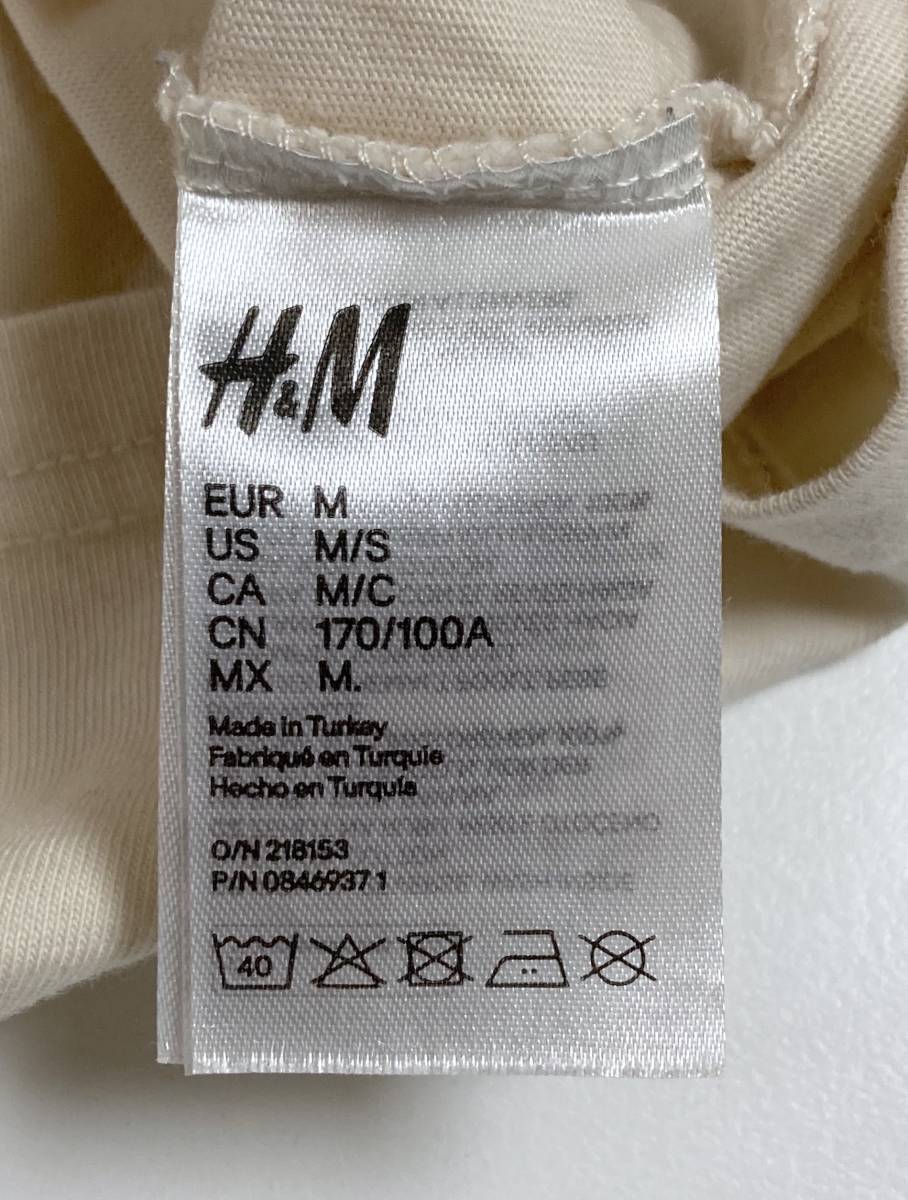 H&M
EUR M
US M/S
CA M/C
CN 170/100A
MX M.
Made in Turkey
Fabriqué en Turquie
Hecho en Turquía
O/N 218153
P/N 0846937 1
40